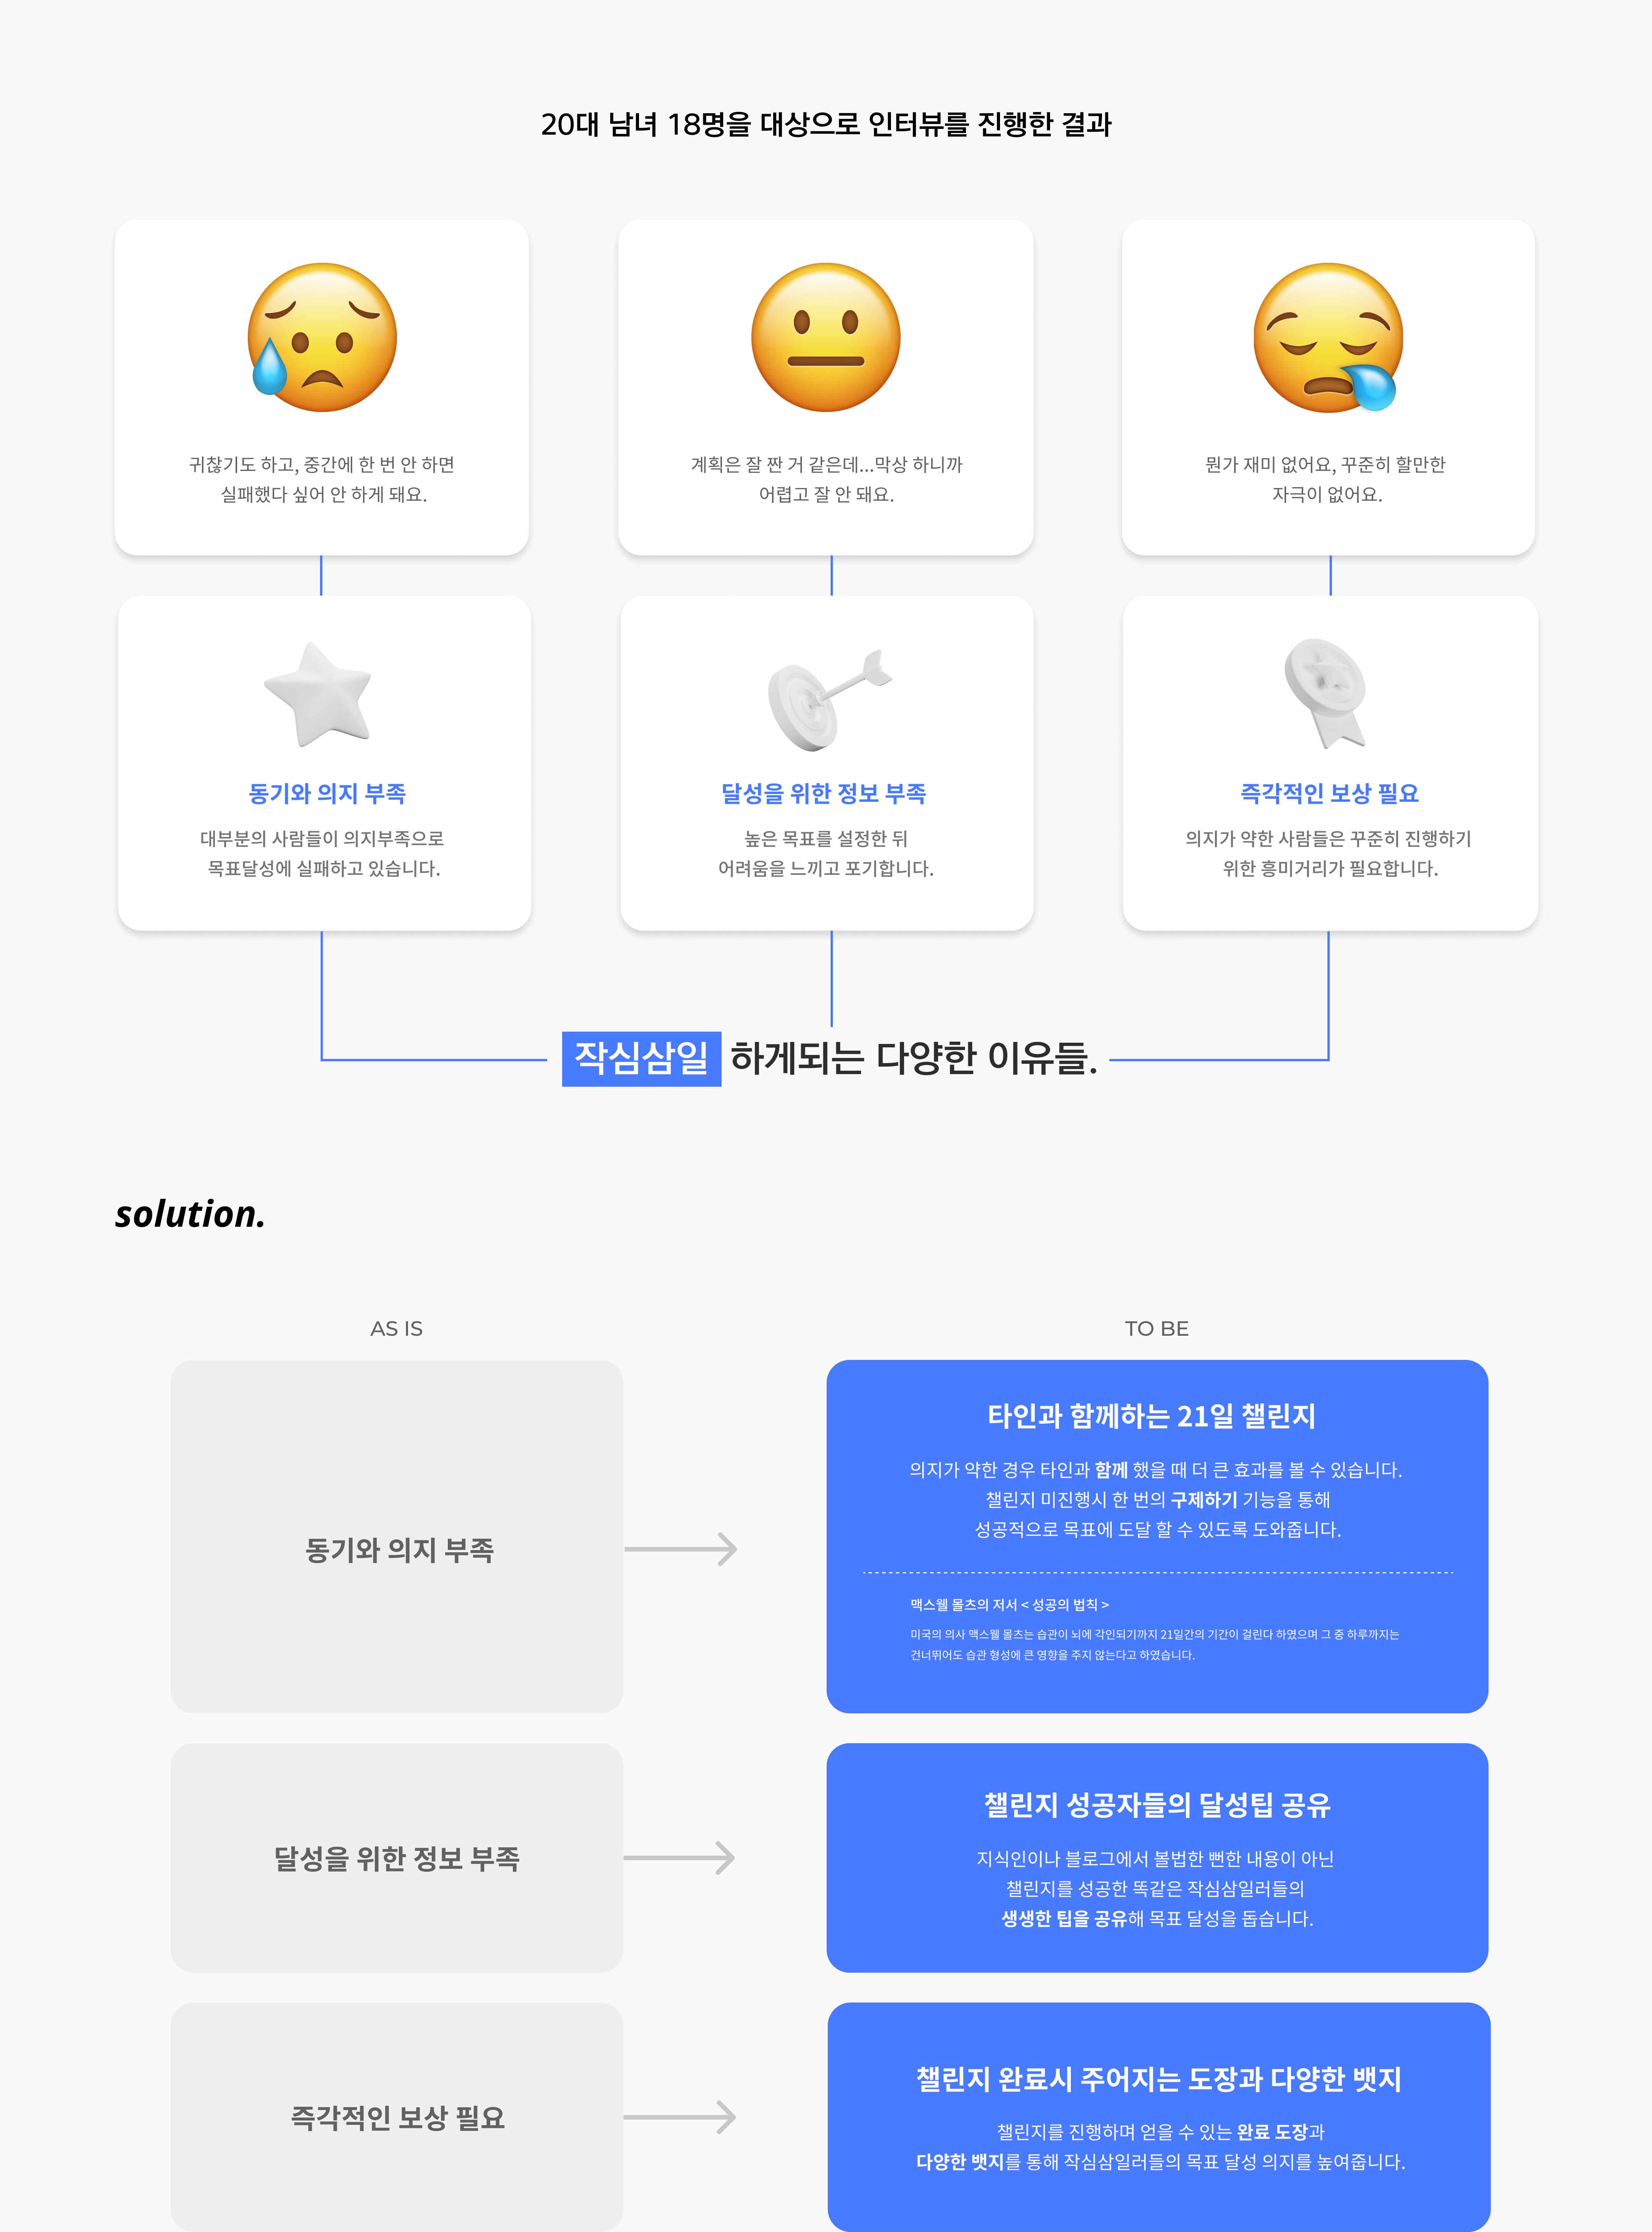 20대 남녀 18명을 대상으로 인터뷰를 진행한 결과
귀찮기도 하고, 중간에 한 번 안 하면
실패했다 싶어 안 하게 돼요.
계획은 잘 짠 거 같은데...막상 하니까
어렵고 잘 안 돼요.
뭔가 재미 없어요, 꾸준히 할만한
자극이 없어요.
동기와 의지 부족
대부분의 사람들이 의지부족으로
목표달성에 실패하고 있습니다.
달성을 위한 정보 부족
높은 목표를 설정한 뒤
어려움을 느끼고 포기합니다.
즉각적인 보상 필요
의지가 약한 사람들은 꾸준히 진행하기
위한 흥미거리가 필요합니다.
작심삼일 하게되는 다양한 이유들.
solution.
AS IS
TO BE
동기와 의지 부족
타인과 함께하는 21일 챌린지
의지가 약한 경우 타인과 함께 했을 때 더 큰 효과를 볼 수 있습니다.
챌린지 미진행시 한 번의 구제하기 기능을 통해
성공적으로 목표에 도달 할 수 있도록 도와줍니다.
맥스웰 몰츠의 저서 < 성공의 법칙 >
미국의 의사 맥스웰 몰츠는 습관이 뇌에 각인되기까지 21일간의 기간이 걸린다 하였으며 그 중 하루까지는
건너뛰어도 습관 형성에 큰 영향을 주지 않는다고 하였습니다.
달성을 위한 정보 부족
챌린지 성공자들의 달성팁 공유
지식인이나 블로그에서 볼법한 뻔한 내용이 아닌
챌린지를 성공한 똑같은 작심삼일러들의
생생한 팁을 공유해 목표 달성을 돕습니다.
즉각적인 보상 필요
챌린지 완료시 주어지는 도장과 다양한 뱃지
챌린지를 진행하며 얻을 수 있는 완료 도장과
다양한 뱃지를 통해 작심삼일러들의 목표 달성 의지를 높여줍니다.